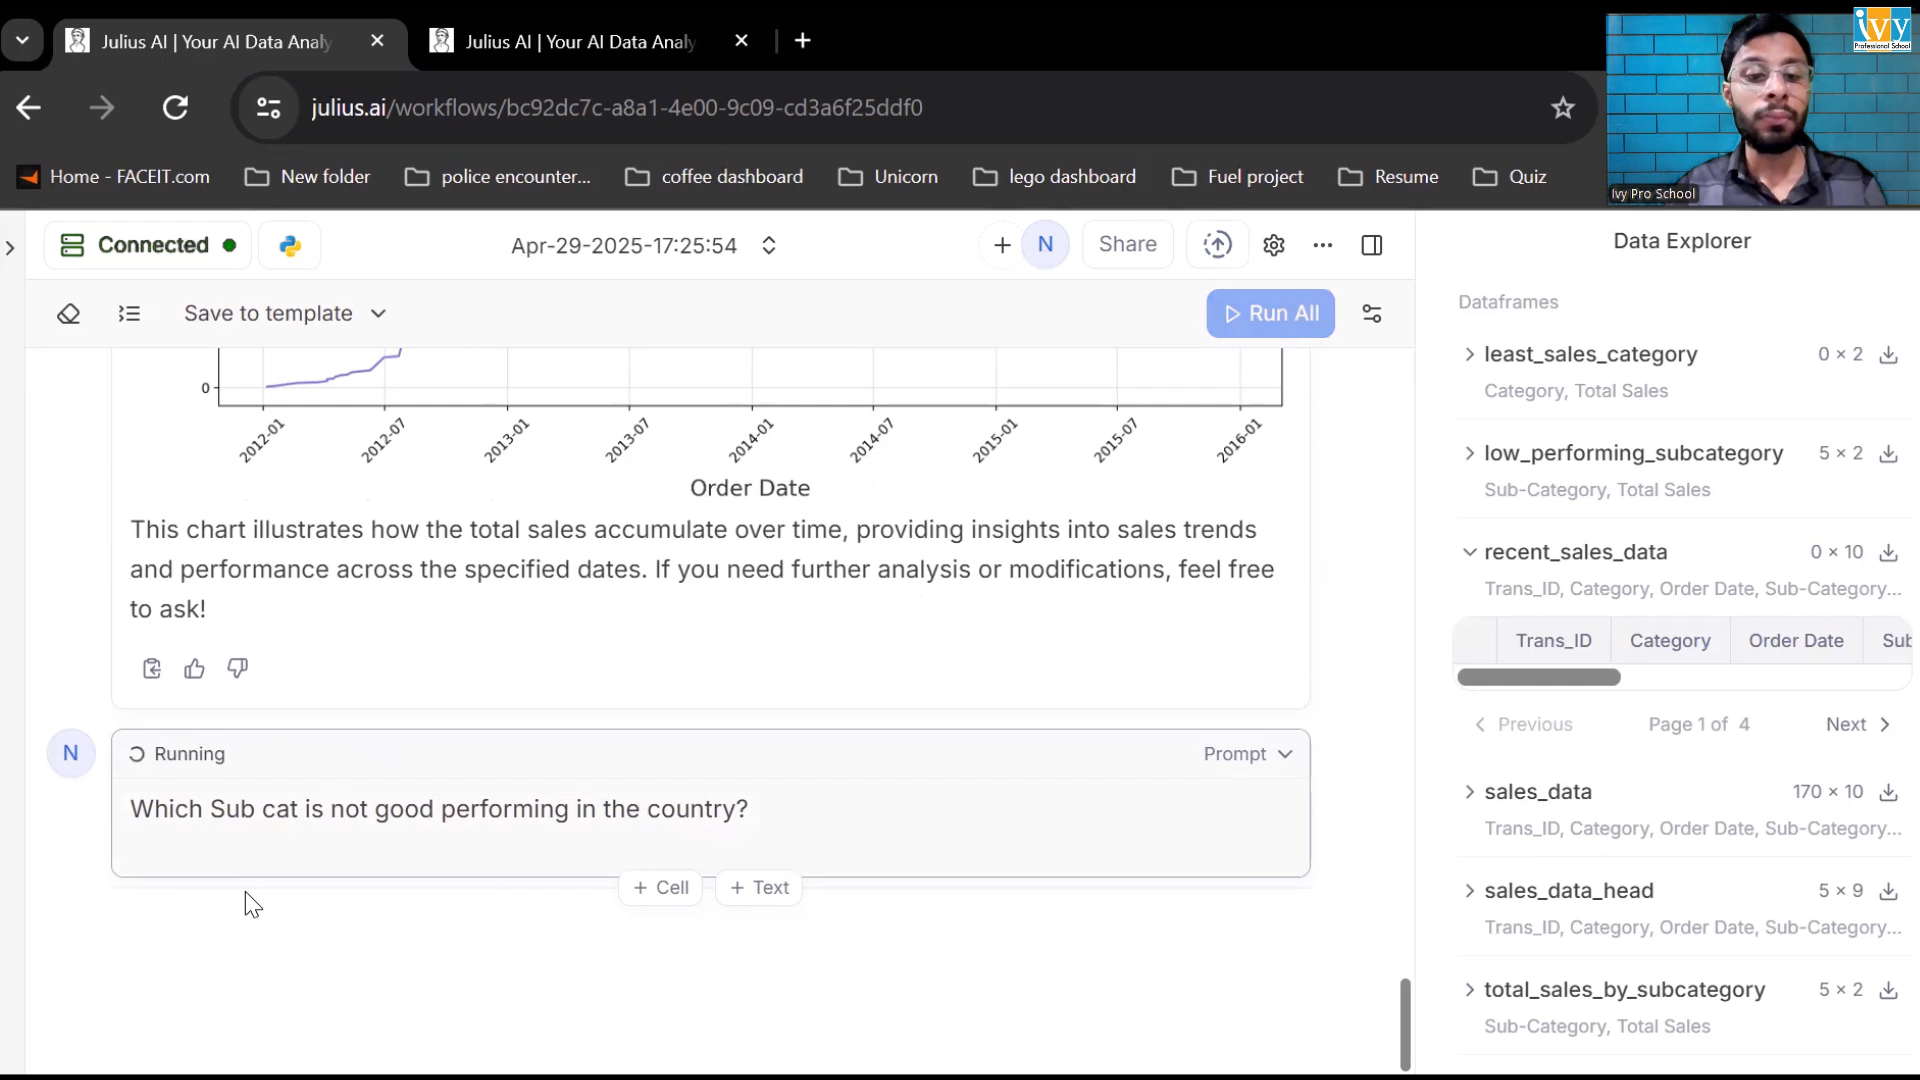 Julius AI | Your AI Data Analy
Julius AI | Your AI Data Analy
ivy
Professional School
julius.ai/workflows/bc92dc7c-a8a1-4e00-9c09-cd3a6f25ddf0
Home - FACEIT.com
New folder
police encounter...
coffee dashboard
Unicorn
lego dashboard
Fuel project
Resume
Quiz
Ivy Pro School
Connected
Apr-29-2025-17:25:54
N
Share
Save to template
Run All
0
2012-01
2012-07
2013-01
2013-07
2014-01
2014-07
2015-01
2015-07
2016-01
Order Date
This chart illustrates how the total sales accumulate over time, providing insights into sales trends
and performance across the specified dates. If you need further analysis or modifications, feel free
to ask!
N
Running
Prompt
Which Sub cat is not good performing in the country?
+ Cell
+ Text
Data Explorer
Dataframes
least_sales_category 0 × 2
Category, Total Sales
low_performing_subcategory 5 × 2
Sub-Category, Total Sales
recent_sales_data 0 × 10
Trans_ID, Category, Order Date, Sub-Category...
Trans_ID Category Order Date Sub
Previous Page 1 of 4 Next
sales_data 170 × 10
Trans_ID, Category, Order Date, Sub-Category...
sales_data_head 5 × 9
Trans_ID, Category, Order Date, Sub-Category...
total_sales_by_subcategory 5 × 2
Sub-Category, Total Sales